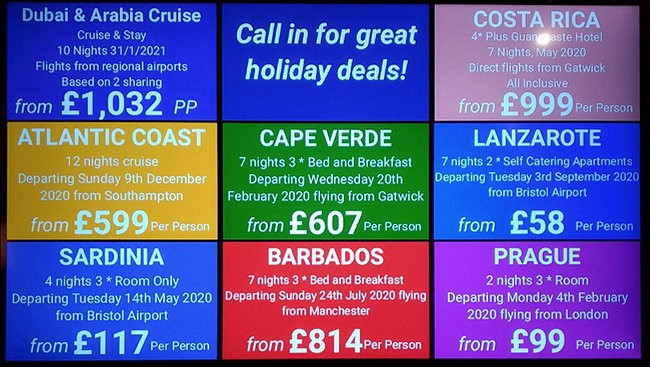 Dubai & Arabia Cruise
Cruise & Stay
10 Nights 31/1/2021
Flights from regional airports
Based on 2 sharing
from £1,032 PP
Call in for great
holiday deals!
COSTA RICA
4* Plus Guanacaste Hotel
7 Nights, May 2020
Direct flights from Gatwick
All Inclusive
from £999 Per Person
ATLANTIC COAST
12 nights cruise
Departing Sunday 9th December
2020 from Southampton
from £599 Per Person
CAPE VERDE
7 nights 3 * Bed and Breakfast
Departing Wednesday 20th
February 2020 flying from Gatwick
from £607 Per Person
LANZAROTE
7 nights 2 * Self Catering Apartments
Departing Tuesday 3rd September 2020
from Bristol Airport
from £58 Per Person
SARDINIA
4 nights 3 * Room Only
Departing Tuesday 14th May 2020
from Bristol Airport
from £117 Per Person
BARBADOS
7 nights 3 * Bed and Breakfast
Departing Sunday 24th July 2020 flying
from Manchester
from £814 Per Person
PRAGUE
2 nights 3 * Room
Departing Monday 4th February
2020 flying from London
from £99 Per Person